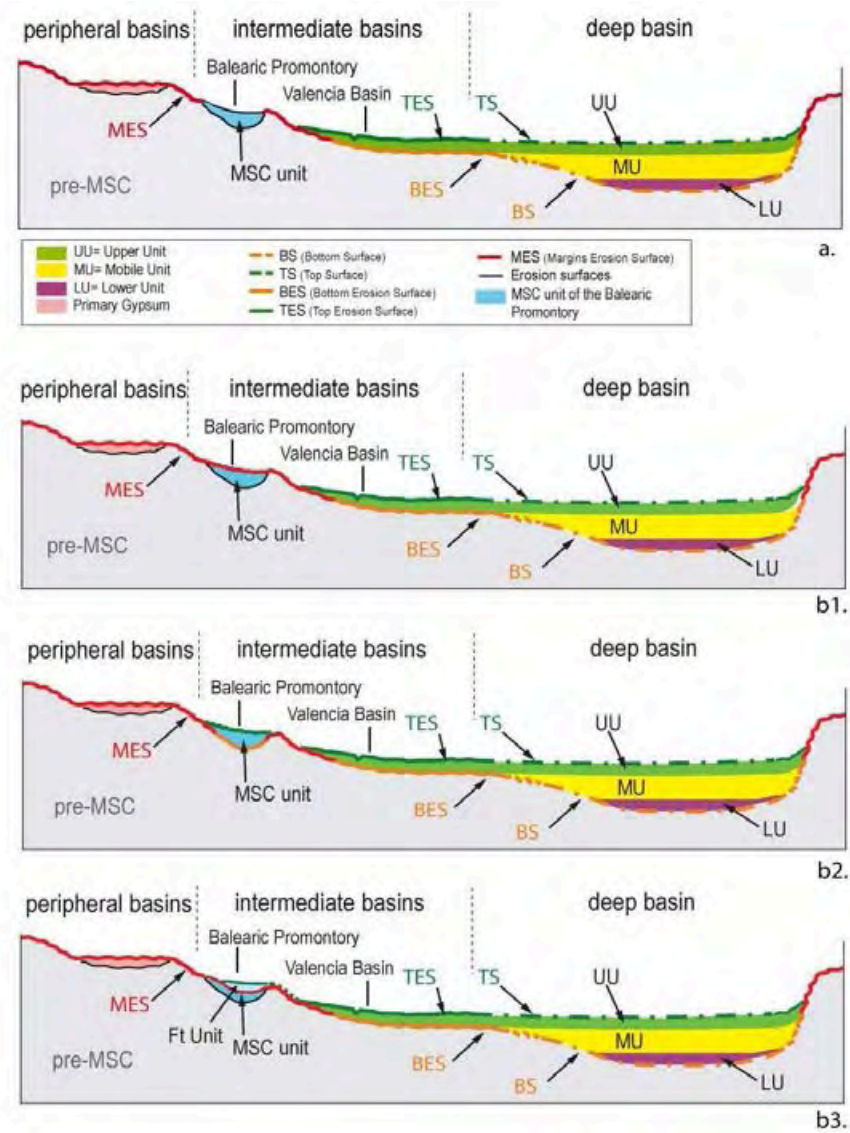 peripheral basins
intermediate basins
deep basin
Balearic Promontory
Valencia Basin
TES
TS
UU
MES
MSC unit
MU
pre-MSC
BES
BS
LU
a.
UU= Upper Unit
MU= Mobile Unit
LU= Lower Unit
Primary Gypsum
BS (Bottom Surface)
TS (Top Surface)
BES (Bottom Erosion Surface)
TES (Top Erosion Surface)
MES (Margins Erosion Surface)
Erosion surfaces
MSC unit of the Balearic
Promontory
peripheral basins
intermediate basins
deep basin
Balearic Promontory
Valencia Basin
TES
TS
UU
MES
MSC unit
MU
pre-MSC
BES
BS
LU
b1.
peripheral basins
intermediate basins
deep basin
Balearic Promontory
Valencia Basin
TES
TS
UU
MES
MSC unit
MU
pre-MSC
BES
BS
LU
b2.
peripheral basins
intermediate basins
deep basin
Balearic Promontory
Valencia Basin
TES
TS
UU
MES
Ft Unit
MSC unit
MU
pre-MSC
BES
BS
LU
b3.